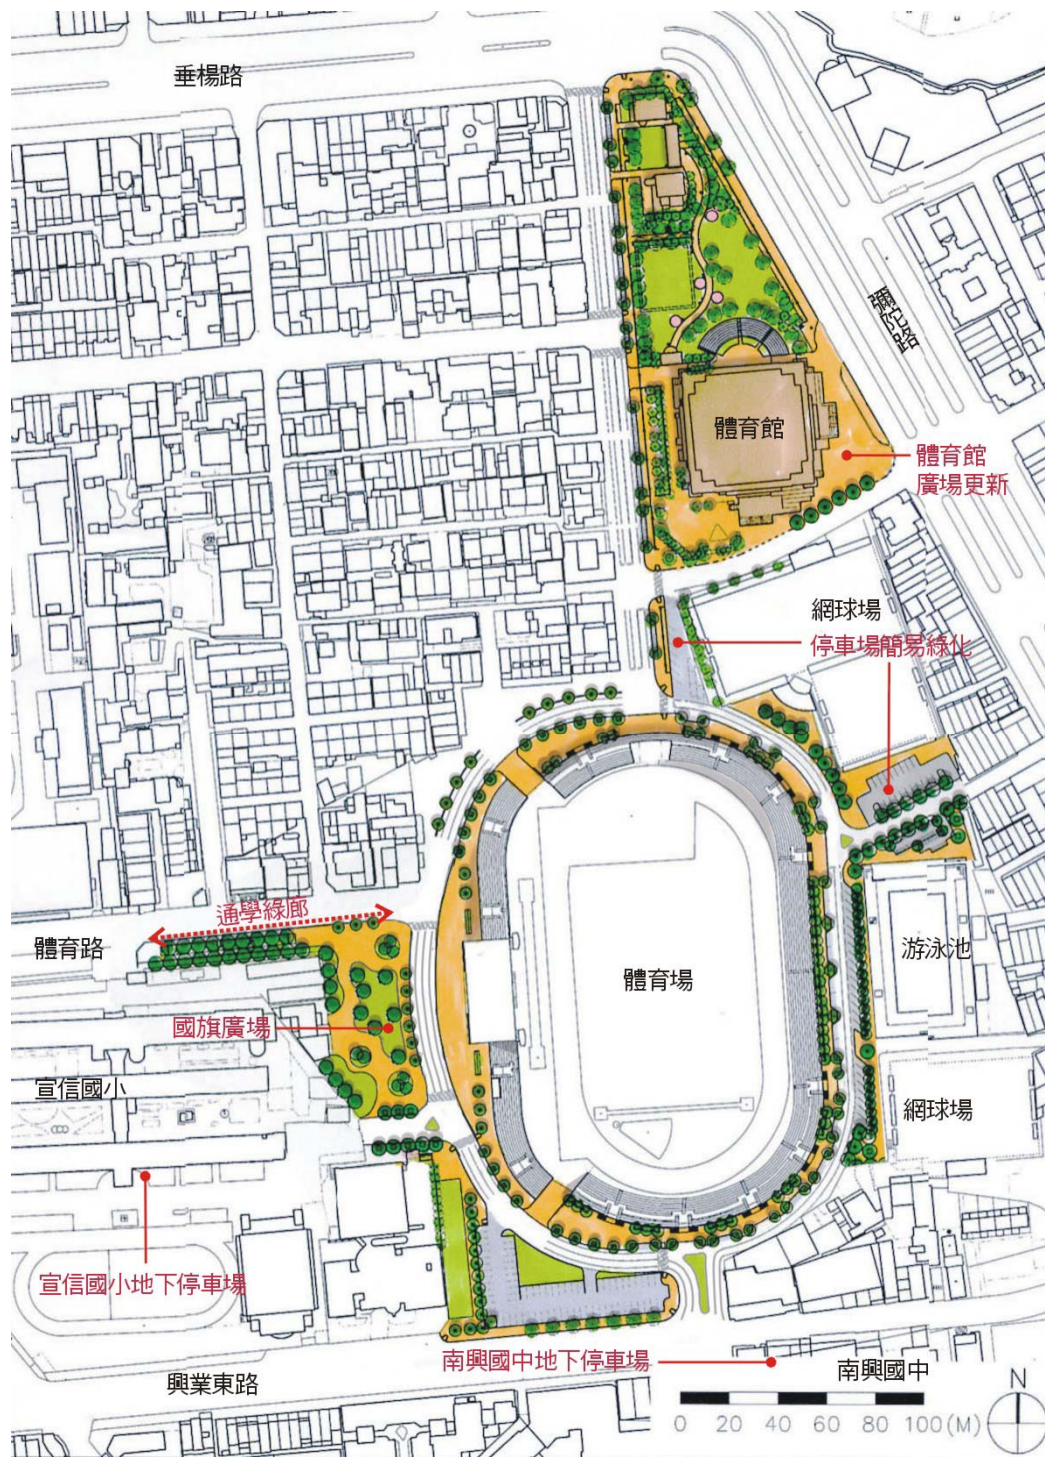 垂楊路
彌陀路
體育館
體育館
廣場更新
網球場
停車場簡易綠化
通學綠廊
體育路
游泳池
體育場
國旗廣場
宣信國小
網球場
宣信國小地下停車場
南興國中地下停車場
南興國中
興業東路
N
0 20 40 60 80 100 (M)